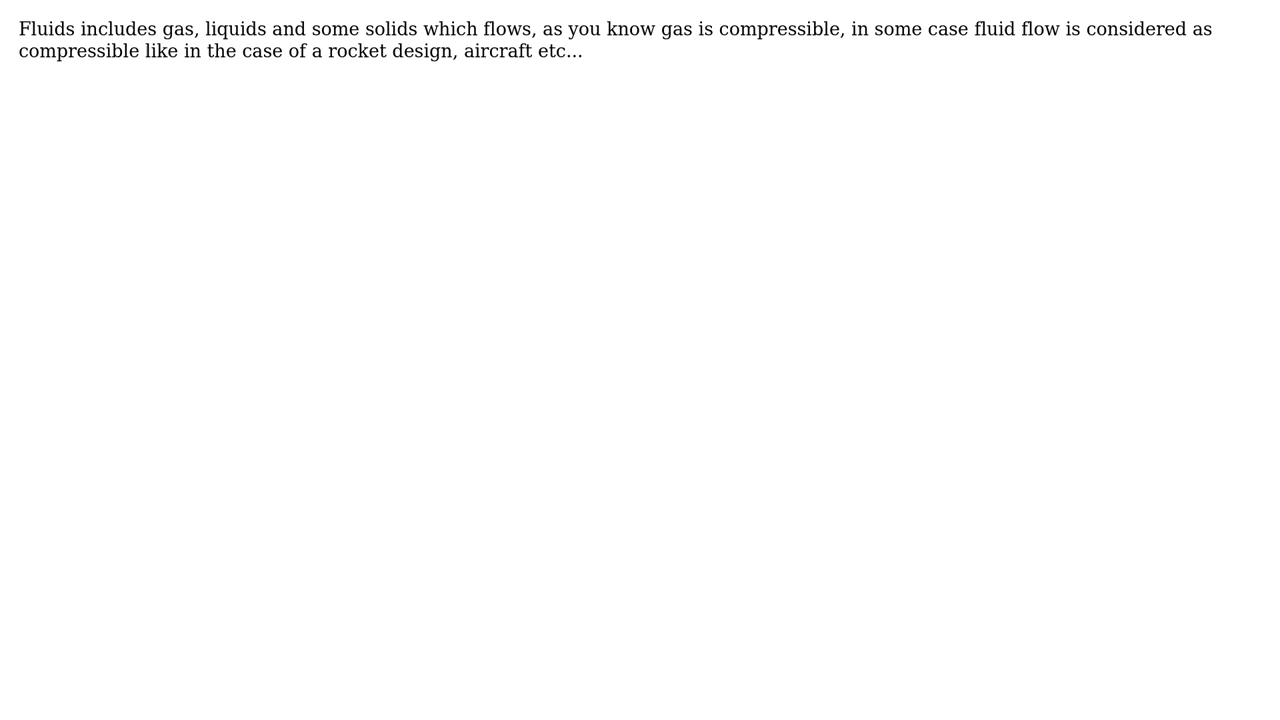 Fluids includes gas, liquids and some solids which flows, as you know gas is compressible, in some case fluid flow is considered as
compressible like in the case of a rocket design, aircraft etc...